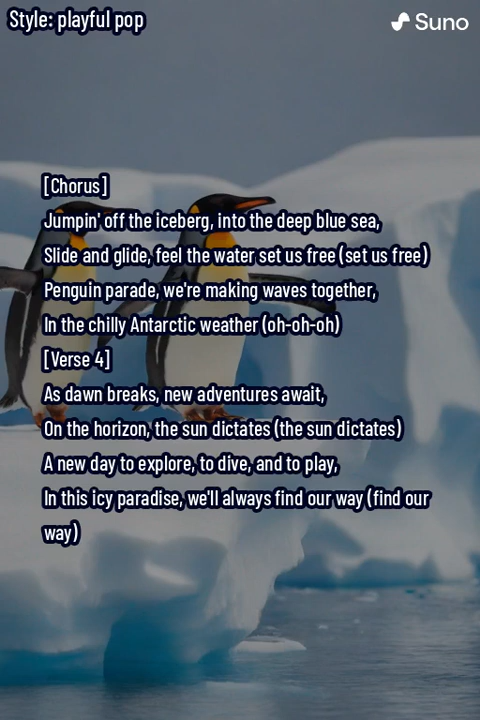 Style: playful pop
Suno
[Chorus]
Jumpin' off the iceberg, into the deep blue sea,
Slide and glide, feel the water set us free (set us free)
Penguin parade, we're making waves together,
In the chilly Antarctic weather (oh-oh-oh)
[Verse 4]
As dawn breaks, new adventures await,
On the horizon, the sun dictates (the sun dictates)
A new day to explore, to dive, and to play,
In this icy paradise, we'll always find our way (find our
way)